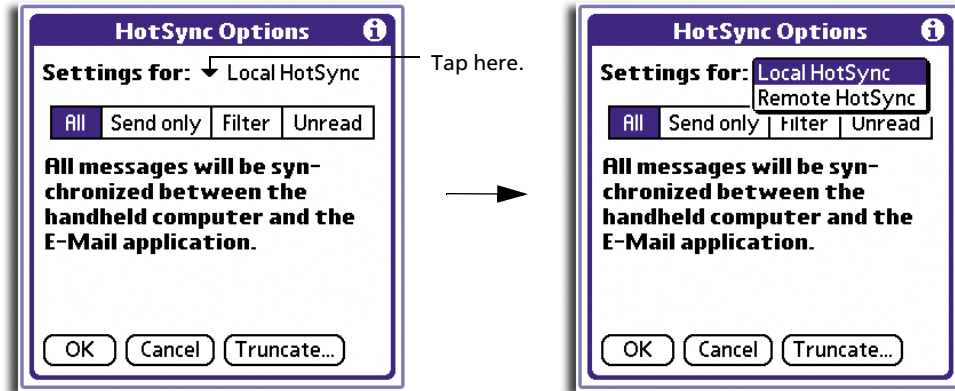 HotSync Options
Settings for: Local HotSync
All Send only Filter Unread
All messages will be syn-
chronized between the
handheld computer and the
E-Mail application.
OK Cancel Truncate...
Tap here.
HotSync Options
Settings for: Local HotSync
Remote HotSync
All Send only Filter Unread
All messages will be syn-
chronized between the
handheld computer and the
E-Mail application.
OK Cancel Truncate...